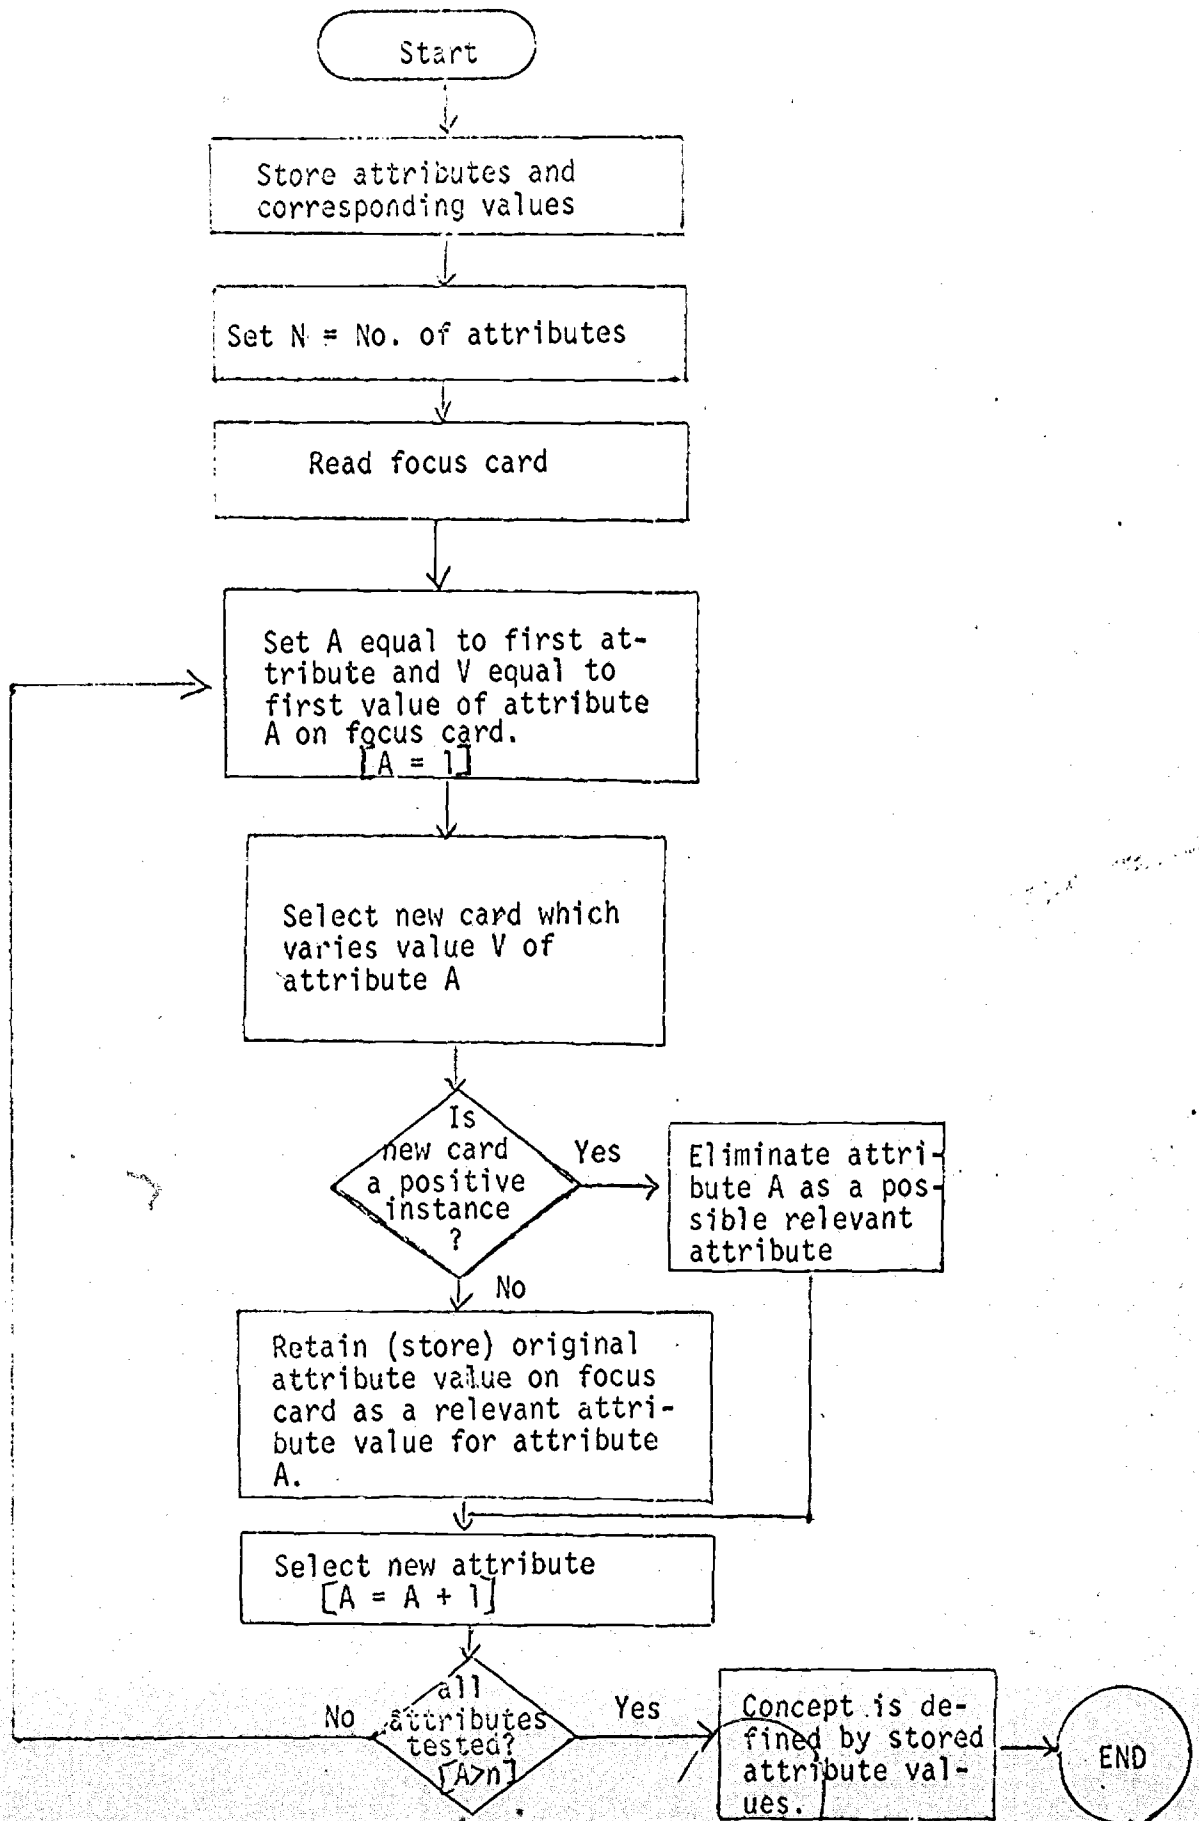 Start
Store attributes and
corresponding values
Set N = No. of attributes
Read focus card
Set A equal to first at-
tribute and V equal to
first value of attribute
A on focus card.
[A = 1]
Select new card which
varies value V of
attribute A
Is
new card
a positive
instance
?
Yes
Eliminate attri-
bute A as a pos-
sible relevant
attribute
No
Retain (store) original
attribute value on focus
card as a relevant attri-
bute value for attribute
A.
Select new attribute
[A = A + 1]
all
attributes
tested?
[A>n]
No
Yes
Concept is de-
fined by stored
attribute val-
ues.
END